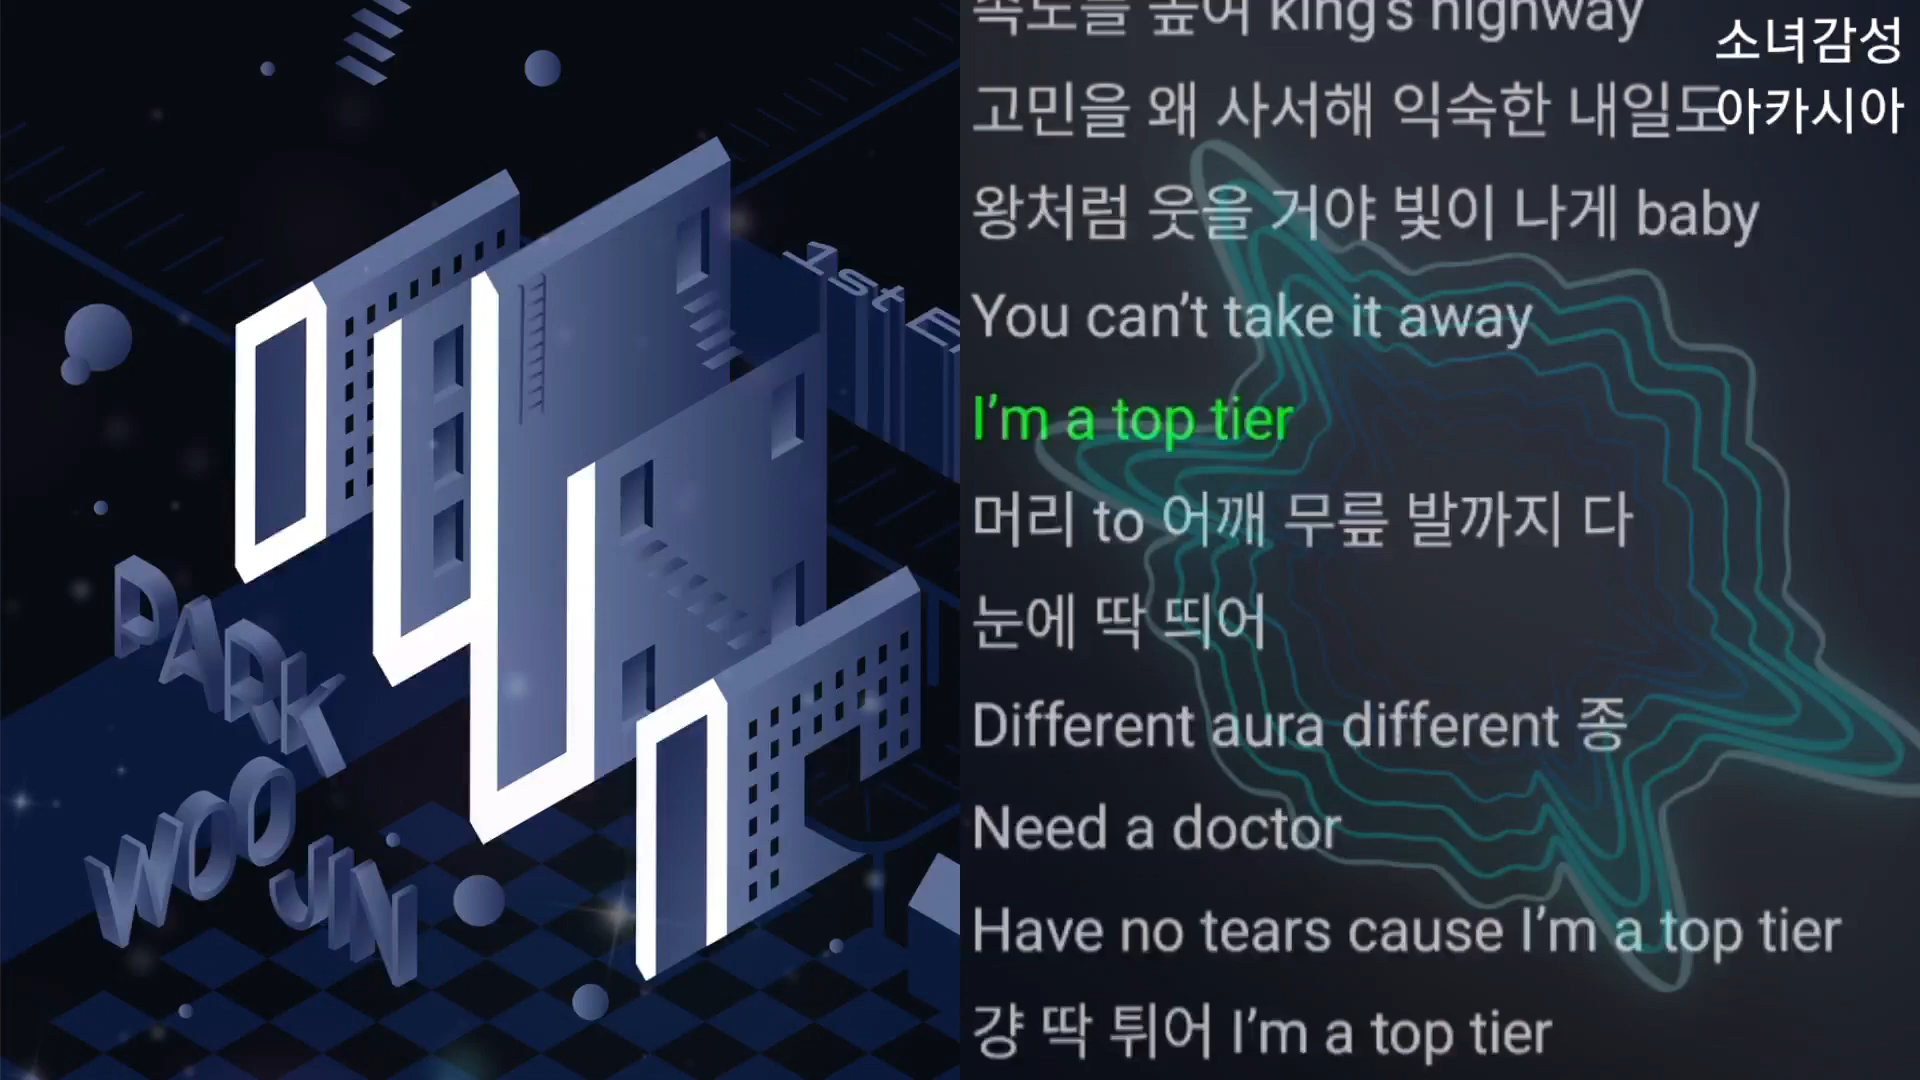 oWn
1st E
PARK
WOO
JIN
속도를 높여 king's highway
고민을 왜 사서해 익숙한 내일도
왕처럼 웃을 거야 빛이 나게 baby
You can't take it away
I'm a top tier
머리 to 어깨 무릎 발까지 다
눈에 딱 띄어
Different aura different 종
Need a doctor
Have no tears cause I'm a top tier
걍 딱 튀어 I'm a top tier
소녀감성
아카시아